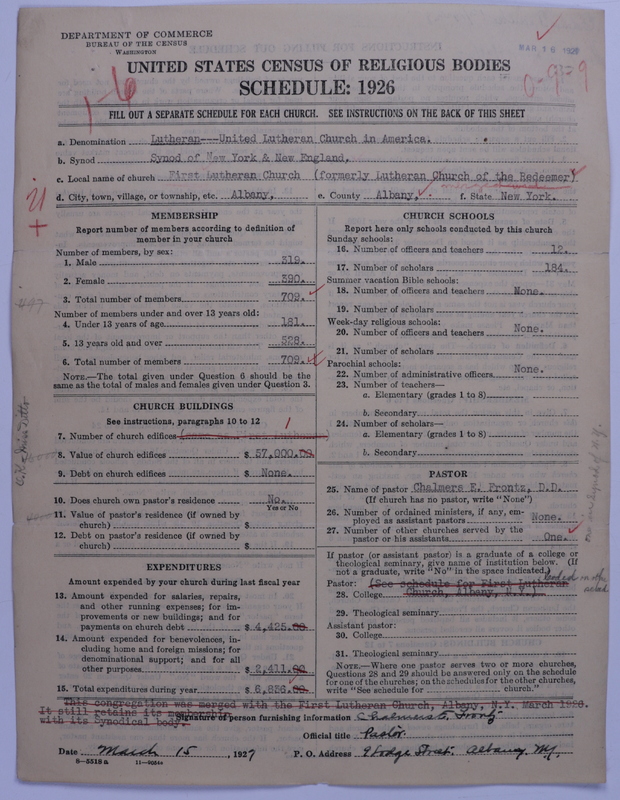 DEPARTMENT OF COMMERCE
BUREAU OF THE CENSUS
WASHINGTON
MAR 18 1927
UNITED STATES CENSUS OF RELIGIOUS BODIES
SCHEDULE: 1926
1-6
FILL OUT A SEPARATE SCHEDULE FOR EACH CHURCH. SEE INSTRUCTIONS ON THE BACK OF THIS SHEET
a. Denomination Lutheran---United Lutheran Church in America.
b. Synod Synod of New York & New England.
c. Local name of church First Lutheran Church (formerly Lutheran Church of the Redeemer)
d. City, town, village, or township, etc. Albany, e. County Albany, f. State New York.
MEMBERSHIP
Report number of members according to definition of
member in your church
Number of members, by sex:
1. Male 319.
2. Female 390.
3. Total number of members 709.
Number of members under and over 13 years old:
4. Under 13 years of age 181.
5. 13 years old and over 528.
6. Total number of members 709.
NOTE.—The total given under Question 6 should be the
same as the total of males and females given under Question 3.
CHURCH BUILDINGS
See instructions, paragraphs 10 to 12
7. Number of church edifices 1
8. Value of church edifices $ 57,000.00
9. Debt on church edifices $ None.
10. Does church own pastor's residence No.
Yes or No
11. Value of pastor's residence (if owned by
church) $
12. Debt on pastor's residence (if owned by
church) $
EXPENDITURES
Amount expended by your church during last fiscal year
13. Amount expended for salaries, repairs,
and other running expenses; for im-
provements or new buildings; and for
payments on church debt $ 4,425.00
14. Amount expended for benevolences, in-
cluding home and foreign missions; for
denominational support; and for all
other purposes $ 2,411.00
15. Total expenditures during year $ 6,836.00
CHURCH SCHOOLS
Report here only schools conducted by this church
Sunday schools:
16. Number of officers and teachers 12.
17. Number of scholars 184.
Summer vacation Bible schools:
18. Number of officers and teachers None.
19. Number of scholars
Week-day religious schools:
20. Number of officers and teachers None.
21. Number of scholars
Parochial schools:
22. Number of administrative officers None.
23. Number of teachers—
a. Elementary (grades 1 to 8)
b. Secondary
24. Number of scholars—
a. Elementary (grades 1 to 8)
b. Secondary
PASTOR
25. Name of pastor Chalmers E. Frontz, D.D.
(If church has no pastor, write "None")
26. Number of ordained ministers, if any, em-
ployed as assistant pastors None.
27. Number of other churches served by the
pastor or his assistants One.
If pastor (or assistant pastor) is a graduate of a college or
theological seminary, give name of institution below. (If
not a graduate, write "No" in the space indicated.)
Pastor: (See schedule for First Lutheran
28. College Church, Albany, N.Y.)
29. Theological seminary
Assistant pastor:
30. College
31. Theological seminary
NOTE.—Where one pastor serves two or more churches,
Questions 28 and 29 should be answered only on the schedule
for one of the churches; on the schedules for the other churches,
write "See schedule for church."
This congregation was merged with the First Lutheran Church, Albany, N.Y. March 1926.
It still retains its membership
with its Synodical body.
Signature of person furnishing information Chalmers E. Frontz
Official title Pastor.
Date March 15, 1927 P. O. Address 9 Dodge Street. Albany N.Y.
8—5518 a